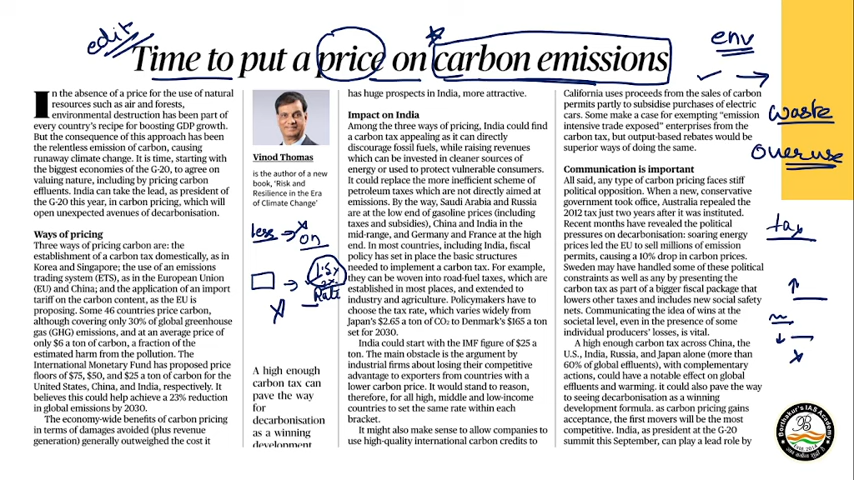 edit
Time to put a price on carbon emissions
env
waste
Overuse
tax
In the absence of a price for the use of natural
resources such as air and forests,
environmental destruction has been part of
every country's recipe for boosting GDP growth.
But the consequence of this approach has been
the relentless emission of carbon, causing
runaway climate change. It is time, starting with
the biggest economies of the G-20, to agree on
valuing nature, including by pricing carbon
effluents. India can take the lead, as president of
the G-20 this year, in carbon pricing, which will
open unexpected avenues of decarbonisation.
Ways of pricing
Three ways of pricing carbon are: the
establishment of a carbon tax domestically, as in
Korea and Singapore; the use of an emissions
trading system (ETS), as in the European Union
(EU) and China; and the application of an import
tariff on the carbon content, as the EU is
proposing. Some 46 countries price carbon,
although covering only 30% of global greenhouse
gas (GHG) emissions, and at an average price of
only $6 a ton of carbon, a fraction of the
estimated harm from the pollution. The
International Monetary Fund has proposed price
floors of $75, $50, and $25 a ton of carbon for the
United States, China, and India, respectively. It
believes this could help achieve a 23% reduction
in global emissions by 2030.
The economy-wide benefits of carbon pricing
in terms of damages avoided (plus revenue
generation) generally outweighed the cost it
Vinod Thomas
is the author of a new
book, 'Risk and
Resilience in the Era
of Climate Change'
less
on
Rate
A high enough
carbon tax can
pave the way
for
decarbonisation
as a winning
development
has huge prospects in India, more attractive.
Impact on India
Among the three ways of pricing, India could find
a carbon tax appealing as it can directly
discourage fossil fuels, while raising revenues
which can be invested in cleaner sources of
energy or used to protect vulnerable consumers.
It could replace the more inefficient scheme of
petroleum taxes which are not directly aimed at
emissions. By the way, Saudi Arabia and Russia
are at the low end of gasoline prices (including
taxes and subsidies), China and India in the
mid-range, and Germany and France at the high
end. In most countries, including India, fiscal
policy has set in place the basic structures
needed to implement a carbon tax. For example,
they can be woven into road-fuel taxes, which are
established in most places, and extended to
industry and agriculture. Policymakers have to
choose the tax rate, which varies widely from
Japan's $2.65 a ton of CO2 to Denmark's $165 a ton
set for 2030.
India could start with the IMF figure of $25 a
ton. The main obstacle is the argument by
industrial firms about losing their competitive
advantage to exporters from countries with a
lower carbon price. It would stand to reason,
therefore, for all high, middle and low-income
countries to set the same rate within each
bracket.
It might also make sense to allow companies to
use high-quality international carbon credits to
California uses proceeds from the sales of carbon
permits partly to subsidise purchases of electric
cars. Some make a case for exempting "emission
intensive trade exposed" enterprises from the
carbon tax, but output-based rebates would be
superior ways of doing the same.
Communication is important
All said, any type of carbon pricing faces stiff
political opposition. When a new, conservative
government took office, Australia repealed the
2012 tax just two years after it was instituted.
Recent months have revealed the political
pressures on decarbonisation: soaring energy
prices led the EU to sell millions of emission
permits, causing a 10% drop in carbon prices.
Sweden may have handled some of these political
constraints as well as any by presenting the
carbon tax as part of a bigger fiscal package that
lowers other taxes and includes new social safety
nets. Communicating the idea of wins at the
societal level, even in the presence of some
individual producers' losses, is vital.
A high enough carbon tax across China, the
U.S., India, Russia, and Japan alone (more than
60% of global effluents), with complementary
actions, could have a notable effect on global
effluents and warming. it could also pave the way
to seeing decarbonisation as a winning
development formula. as carbon pricing gains
acceptance, the first movers will be the most
competitive. India, as president at the G-20
summit this September, can play a lead role by
Borthakur's IAS Academy